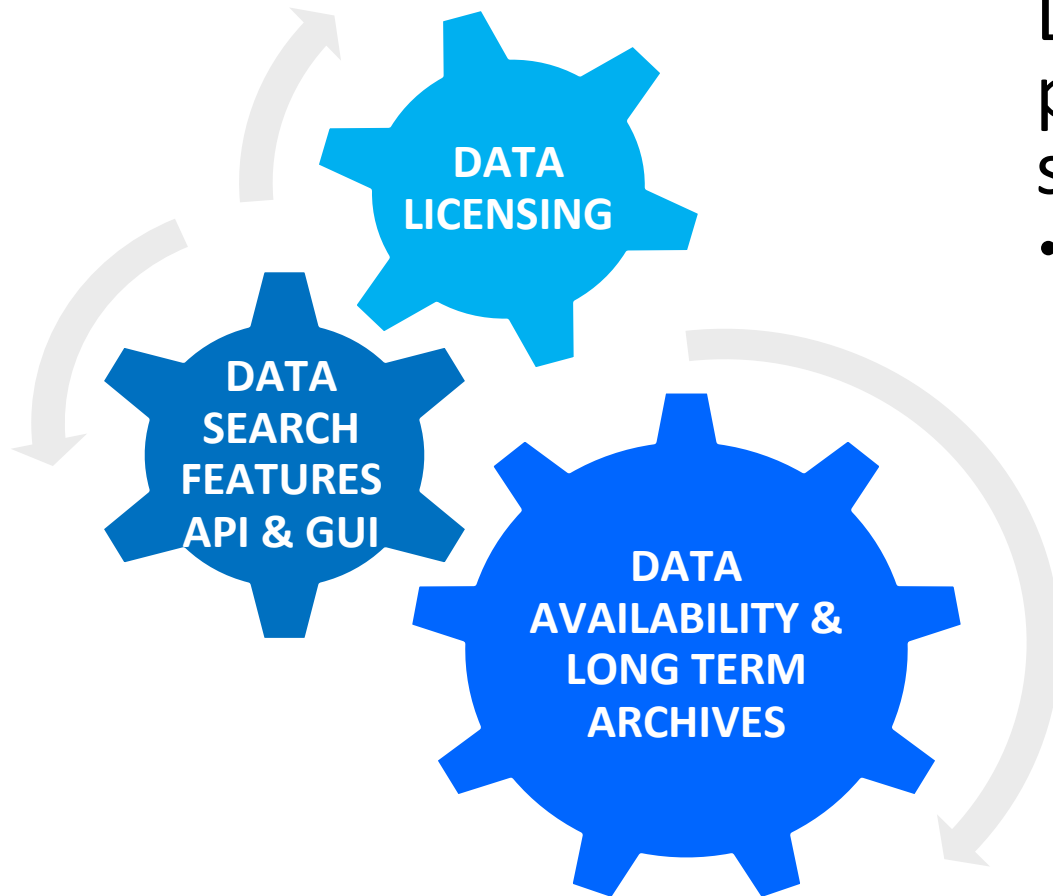 DATA
LICENSING
DATA
SEARCH
FEATURES
API & GUI
DATA
AVAILABILITY &
LONG TERM
ARCHIVES